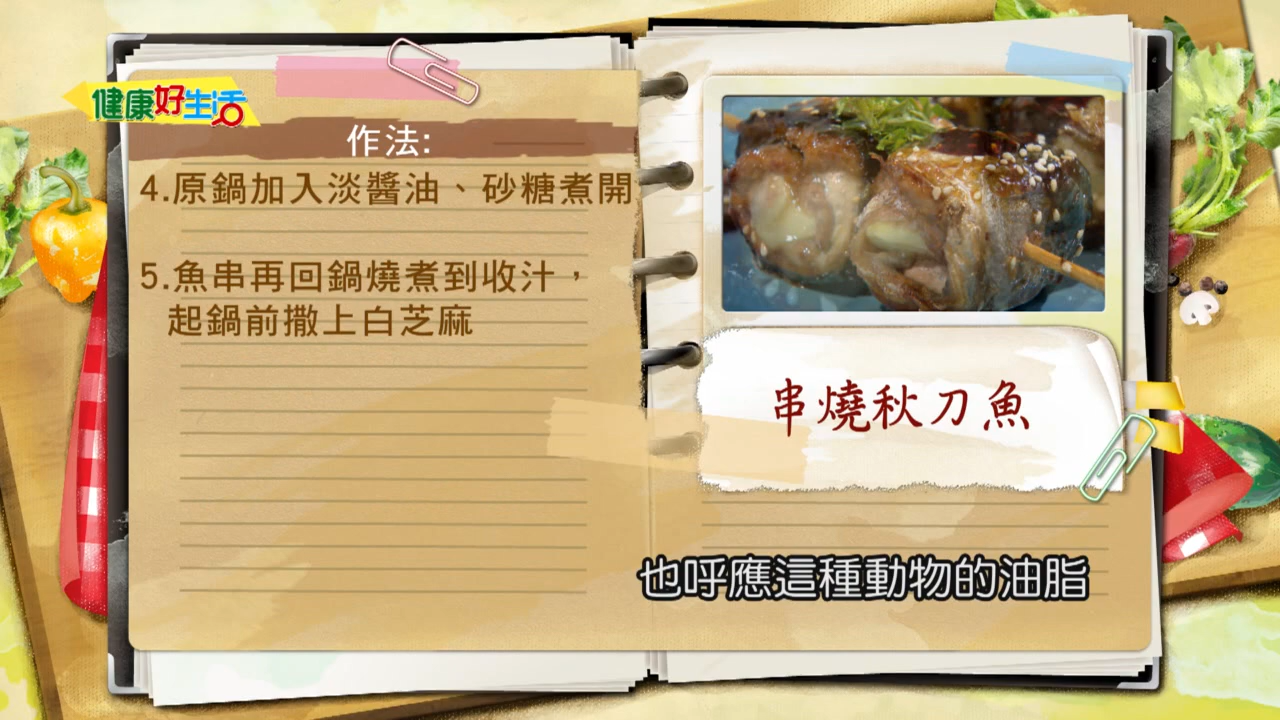 健康好生活
作法:
4.原鍋加入淡醬油、砂糖煮開
5.魚串再回鍋燒煮到收汁，
起鍋前撒上白芝麻
串燒秋刀魚
也呼應這種動物的油脂